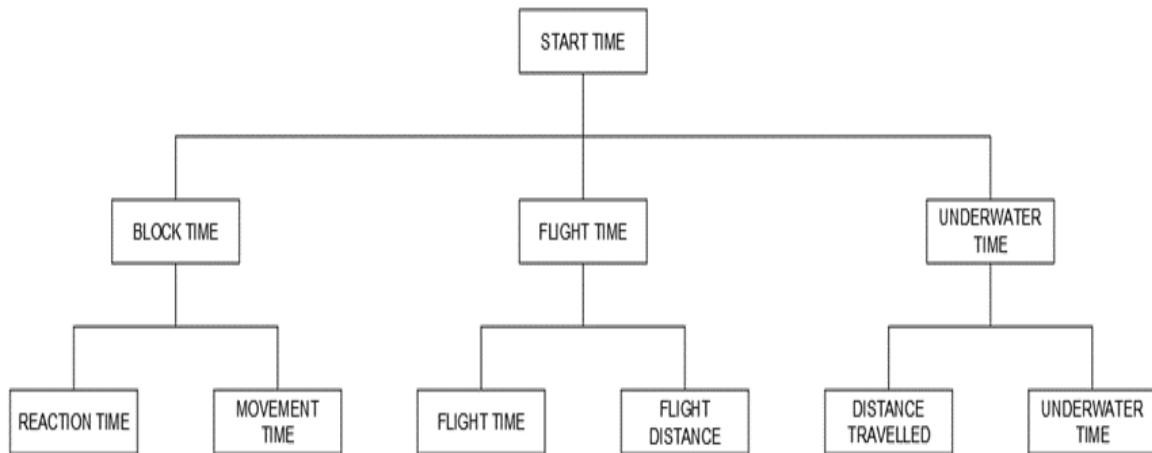 START TIME
BLOCK TIME
FLIGHT TIME
UNDERWATER
TIME
REACTION TIME
MOVEMENT
TIME
FLIGHT TIME
FLIGHT
DISTANCE
DISTANCE
TRAVELLED
UNDERWATER
TIME